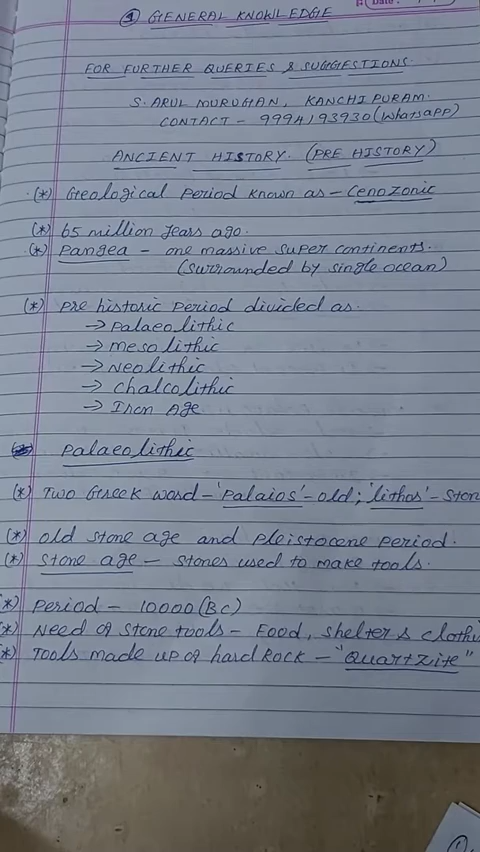 Date :
① GENERAL KNOWLEDGE
FOR FURTHER QUERIES & SUGGESTIONS.
S. ARUL MURUGHAN, KANCHIPURAM.
CONTACT - 9994193930 (WhatsApp)
ANCIENT HISTORY. (PRE HISTORY)
(*) Geological Period known as - Cenozonic
(*) 65 million years ago.
(*) Pangea - one massive super continents.
(surrounded by single ocean)
(*) Pre historic period divided as.
→ Palaeolithic
→ Mesolithic
→ Neolithic
→ Chalcolithic
→ Iron Age
Palaeolithic
(*) Two Greek word - 'Palaios' - old; 'lithos' - Ston
(*) Old stone age and Pleistocene Period.
(*) Stone age - stones used to make tools.
(*) Period - 10000 (BC)
(*) Need of stone tools - Food, shelter & clothi
(*) Tools made up of hard Rock - "Quartzite"